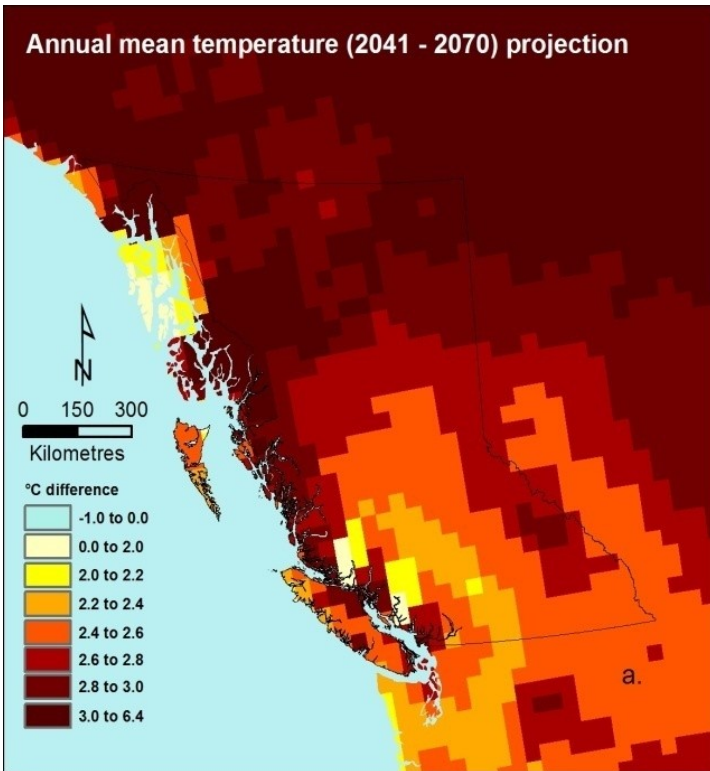 Annual mean temperature (2041 - 2070) projection
N
0 150 300
Kilometres
°C difference
-1.0 to 0.0
0.0 to 2.0
2.0 to 2.2
2.2 to 2.4
2.4 to 2.6
2.6 to 2.8
2.8 to 3.0
3.0 to 6.4
a.